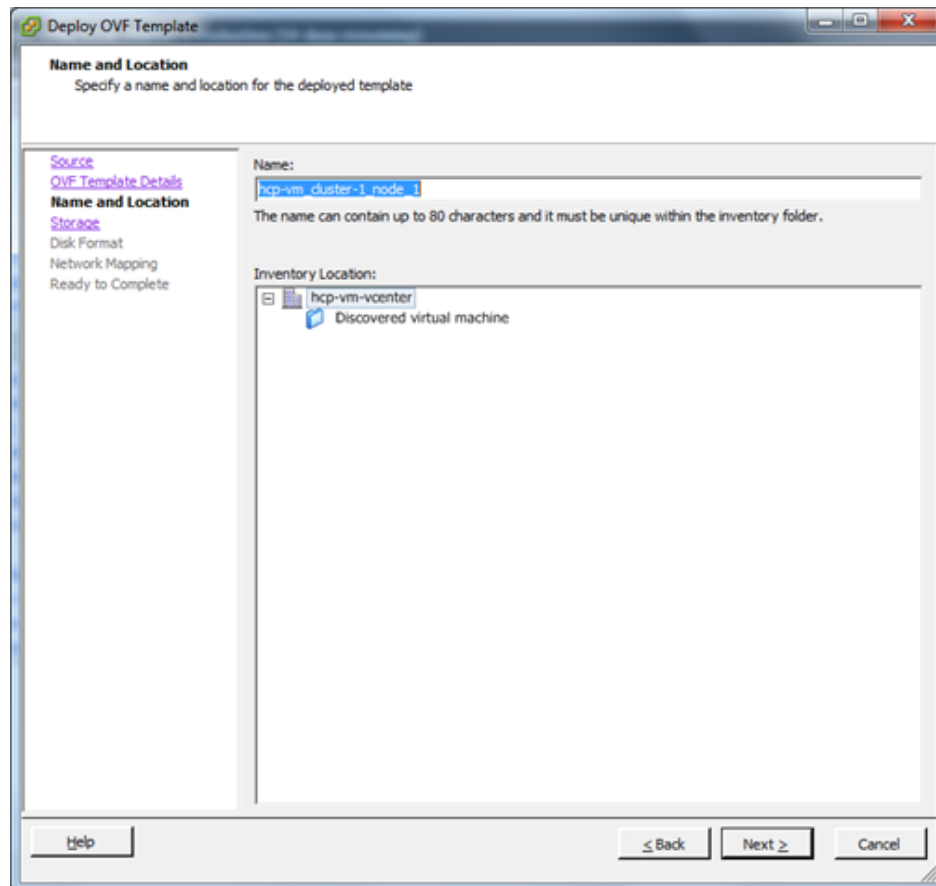 Deploy OVF Template
Name and Location
Specify a name and location for the deployed template
Source
OVF Template Details
Name and Location
Storage
Disk Format
Network Mapping
Ready to Complete
Name:
hcp-vm_cluster-1_node_1
The name can contain up to 80 characters and it must be unique within the inventory folder.
Inventory Location:
hcp-vm-vcenter
Discovered virtual machine
Help
< Back
Next >
Cancel